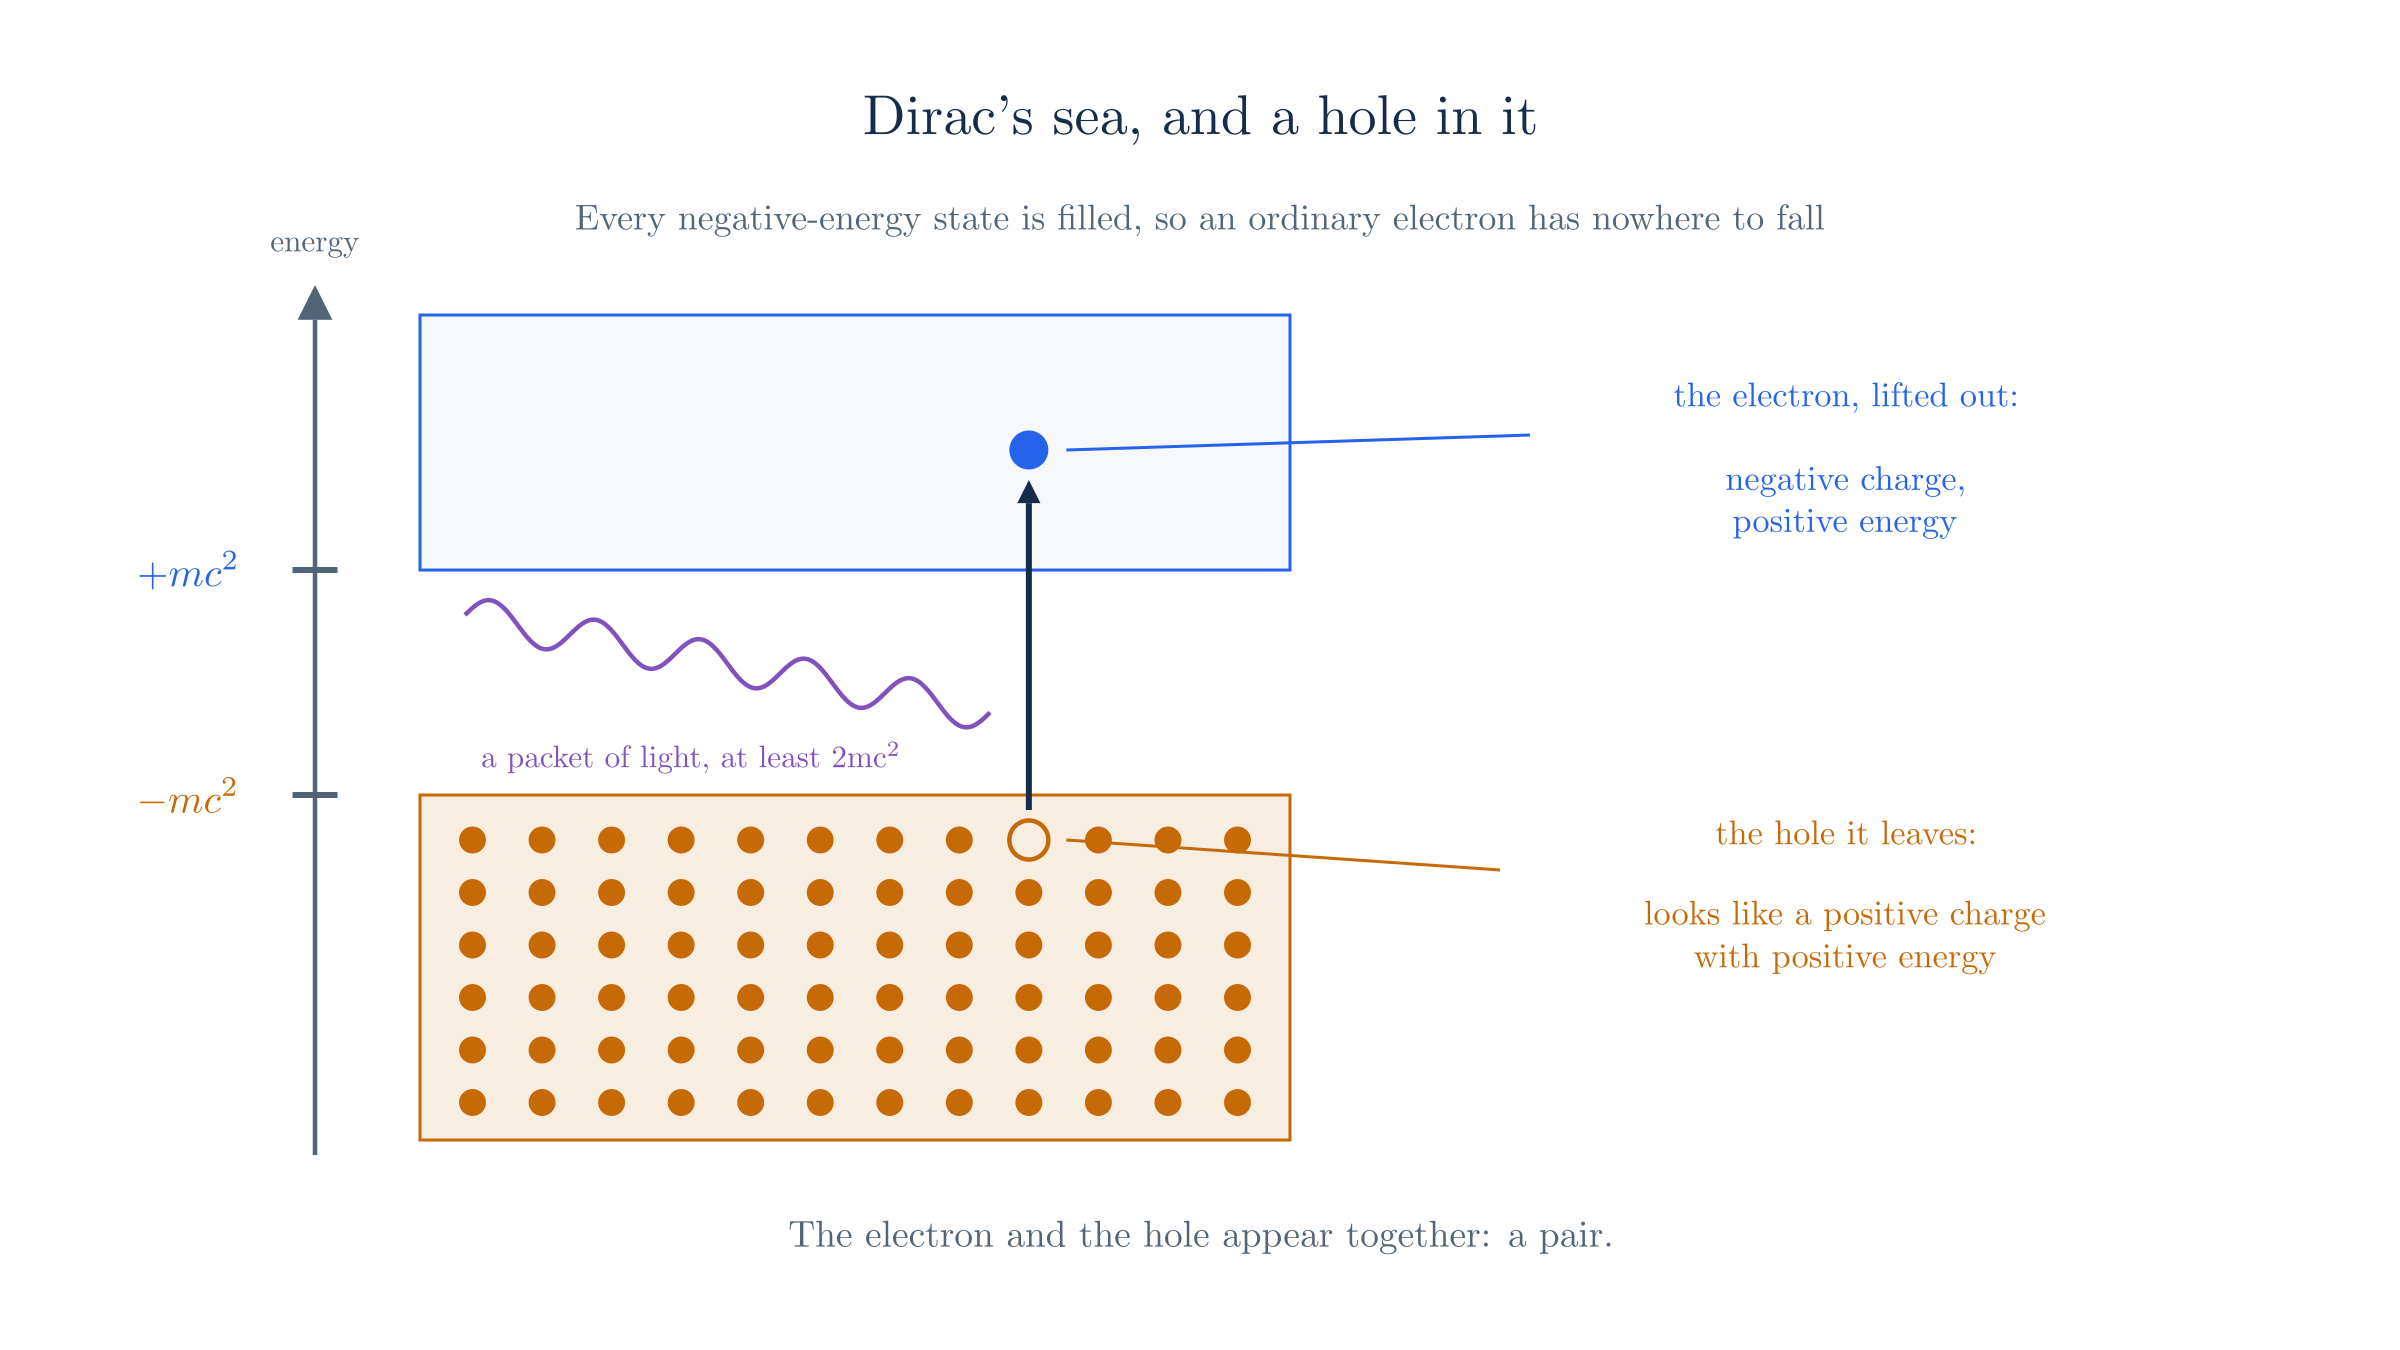 Dirac's sea, and a hole in it
Every negative-energy state is filled, so an ordinary electron has nowhere to fall
energy
the electron, lifted out:
negative charge,
positive energy
+mc²
a packet of light, at least 2mc²
−mc²
the hole it leaves:
looks like a positive charge
with positive energy
The electron and the hole appear together: a pair.